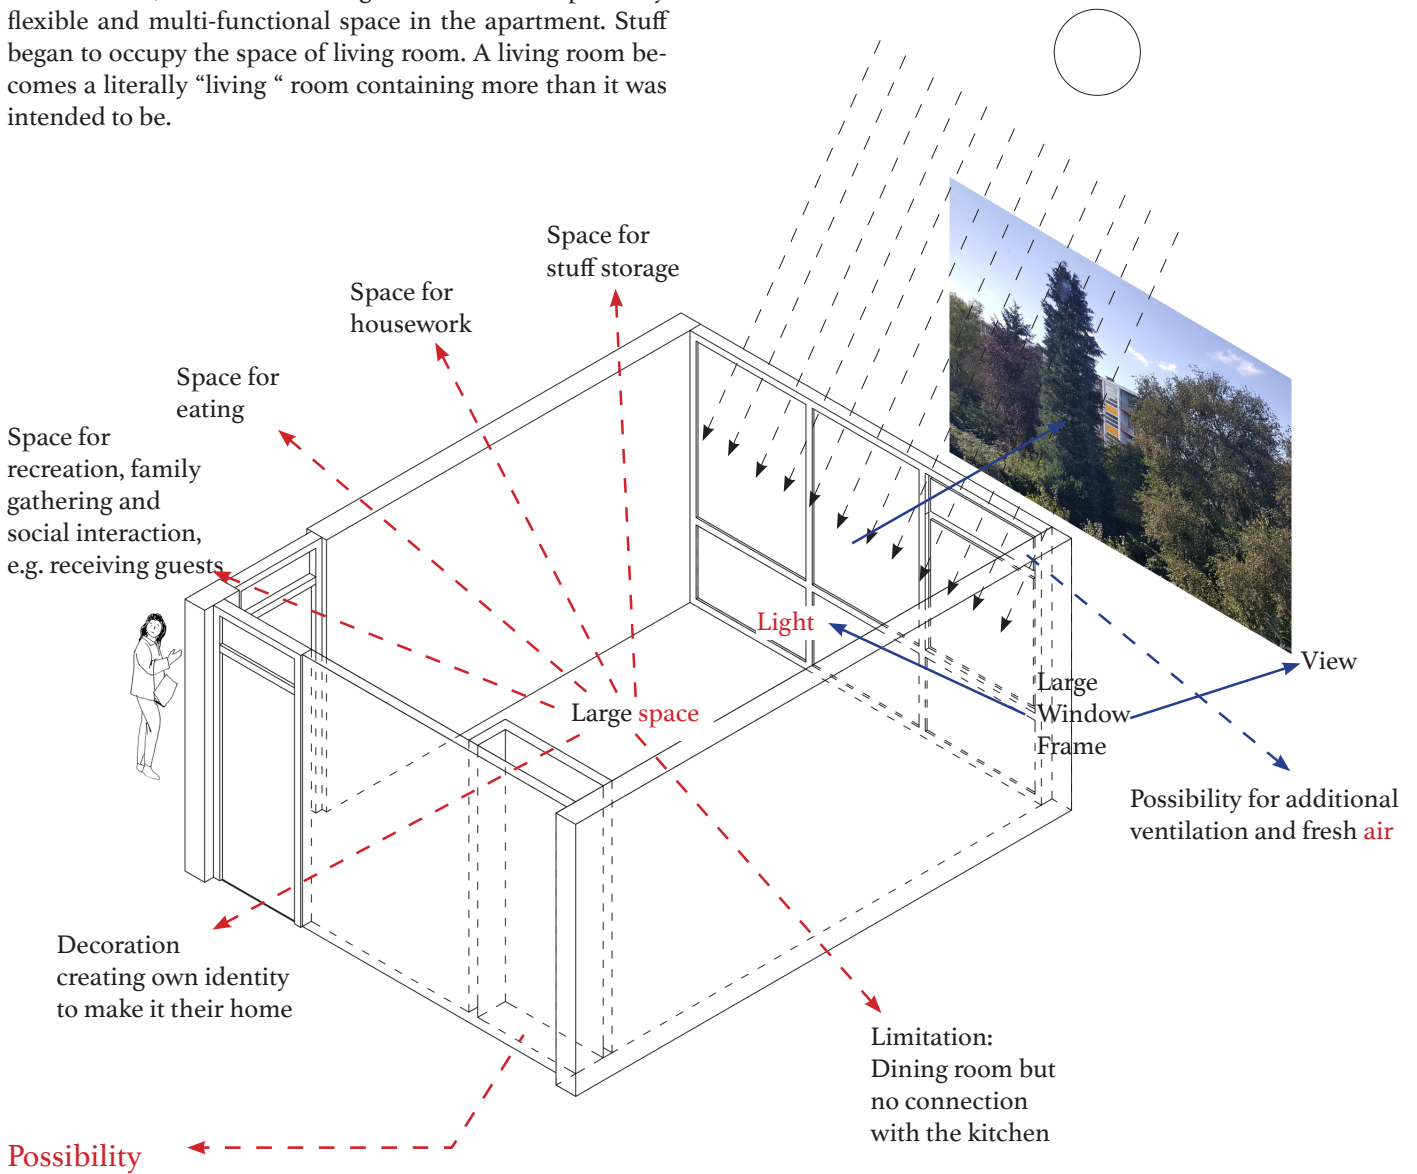 flexible and multi-functional space in the apartment. Stuff
began to occupy the space of living room. A living room be-
comes a literally “living “ room containing more than it was
intended to be.
Space for
stuff storage
Space for
housework
Space for
eating
Space for
recreation, family
gathering and
social interaction,
e.g. receiving guests
Light
Large space
Large
Window
Frame
View
Possibility for additional
ventilation and fresh air
Decoration
creating own identity
to make it their home
Limitation:
Dining room but
no connection
with the kitchen
Possibility